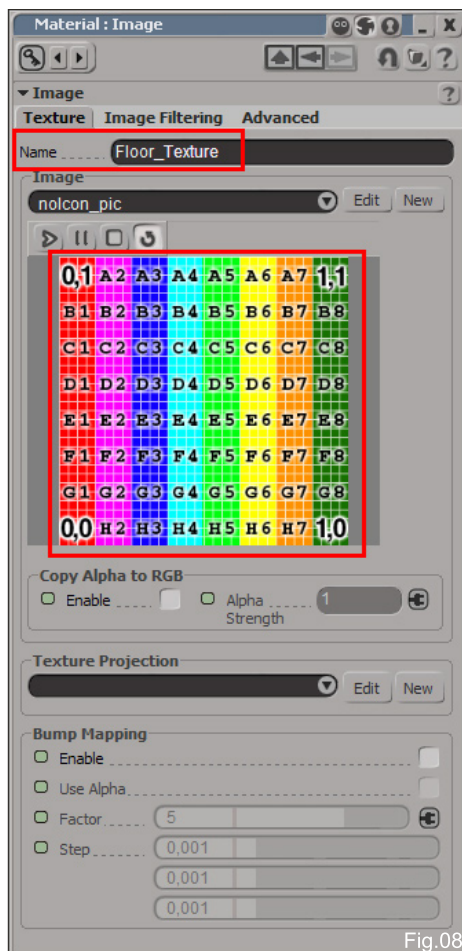 Material : Image
Image
Texture Image Filtering Advanced
Name Floor_Texture
Image
noIcon_pic Edit New
0,1 A2 A3 A4 A5 A6 A7 1,1
B1 B2 B3 B4 B5 B6 B7 B8
C1 C2 C3 C4 C5 C6 C7 C8
D1 D2 D3 D4 D5 D6 D7 D8
E1 E2 E3 E4 E5 E6 E7 E8
F1 F2 F3 F4 F5 F6 F7 F8
G1 G2 G3 G4 G5 G6 G7 G8
0,0 H2 H3 H4 H5 H6 H7 1,0
Copy Alpha to RGB
Enable Alpha Strength 1
Texture Projection
Edit New
Bump Mapping
Enable
Use Alpha
Factor 5
Step 0,001
0,001
0,001
Fig.08